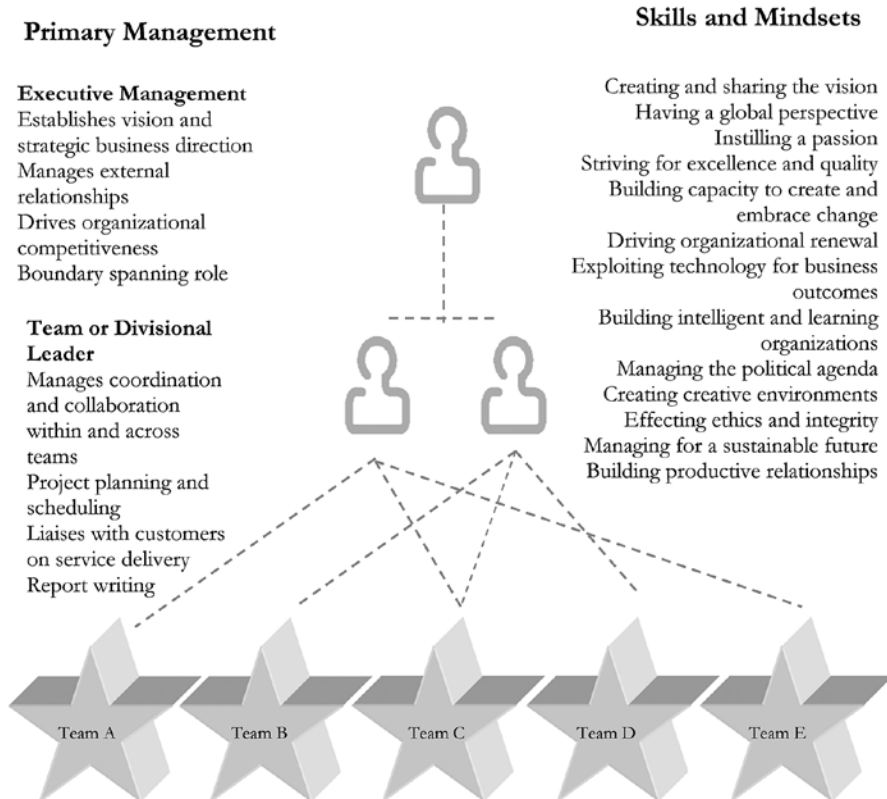 Primary Management
Executive Management
Establishes vision and
strategic business direction
Manages external
relationships
Drives organizational
competitiveness
Boundary spanning role
Team or Divisional
Leader
Manages coordination
and collaboration
within and across
teams
Project planning and
scheduling
Liaises with customers
on service delivery
Report writing
Skills and Mindsets
Creating and sharing the vision
Having a global perspective
Instilling a passion
Striving for excellence and quality
Building capacity to create and
embrace change
Driving organizational renewal
Exploiting technology for business
outcomes
Building intelligent and learning
organizations
Managing the political agenda
Creating creative environments
Effecting ethics and integrity
Managing for a sustainable future
Building productive relationships
Team A
Team B
Team C
Team D
Team E